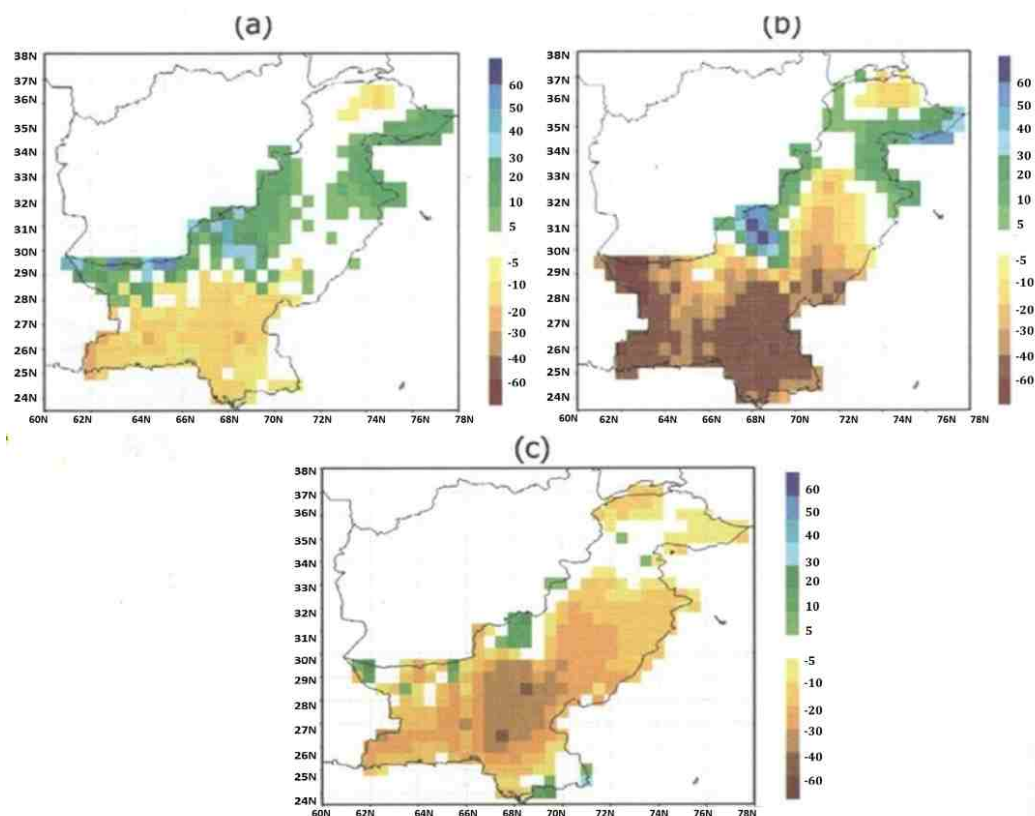 (a)
38N
37N
36N
35N
34N
33N
32N
31N
30N
29N
28N
27N
26N
25N
24N
60N 62N 64N 66N 68N 70N 72N 74N 76N 78N
60
50
40
30
20
10
5
-5
-10
-20
-30
-40
-60
(b)
38N
37N
36N
35N
34N
33N
32N
31N
30N
29N
28N
27N
26N
25N
24N
60N 62N 64N 66N 68N 70N 72N 74N 76N 78N
60
50
40
30
20
10
5
-5
-10
-20
-30
-40
-60
(c)
38N
37N
36N
35N
34N
33N
32N
31N
30N
29N
28N
27N
26N
25N
24N
60N 62N 64N 66N 68N 70N 72N 74N 76N 78N
60
50
40
30
20
10
5
-5
-10
-20
-30
-40
-60